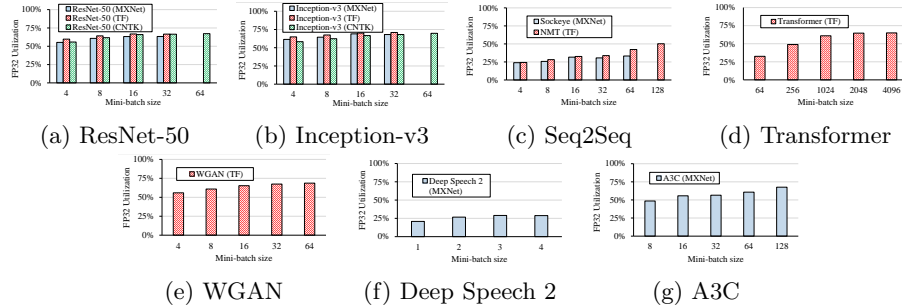 ResNet-50 (MXNet)
ResNet-50 (TF)
ResNet-50 (CNTK)
FP32 Utilization
100%
75%
50%
25%
0%
4 8 16 32 64
Mini-batch size
(a) ResNet-50
Inception-v3 (MXNet)
Inception-v3 (TF)
Inception-v3 (CNTK)
FP32 Utilization
100%
75%
50%
25%
0%
4 8 16 32 64
Mini-batch size
(b) Inception-v3
Sockeye (MXNet)
NMT (TF)
FP32 Utilization
100%
75%
50%
25%
0%
4 8 16 32 64 128
Mini-batch size
(c) Seq2Seq
Transformer (TF)
FP32 Utilization
100%
75%
50%
25%
0%
64 256 1024 2048 4096
Mini-batch size
(d) Transformer
WGAN (TF)
FP32 Utilization
100%
75%
50%
25%
0%
4 8 16 32 64
Mini-batch size
(e) WGAN
Deep Speech 2
(MXNet)
FP32 Utilization
100%
75%
50%
25%
0%
1 2 3 4
Mini-batch size
(f) Deep Speech 2
A3C (MXNet)
FP32 Utilization
100%
75%
50%
25%
0%
8 16 32 64 128
Mini-batch size
(g) A3C